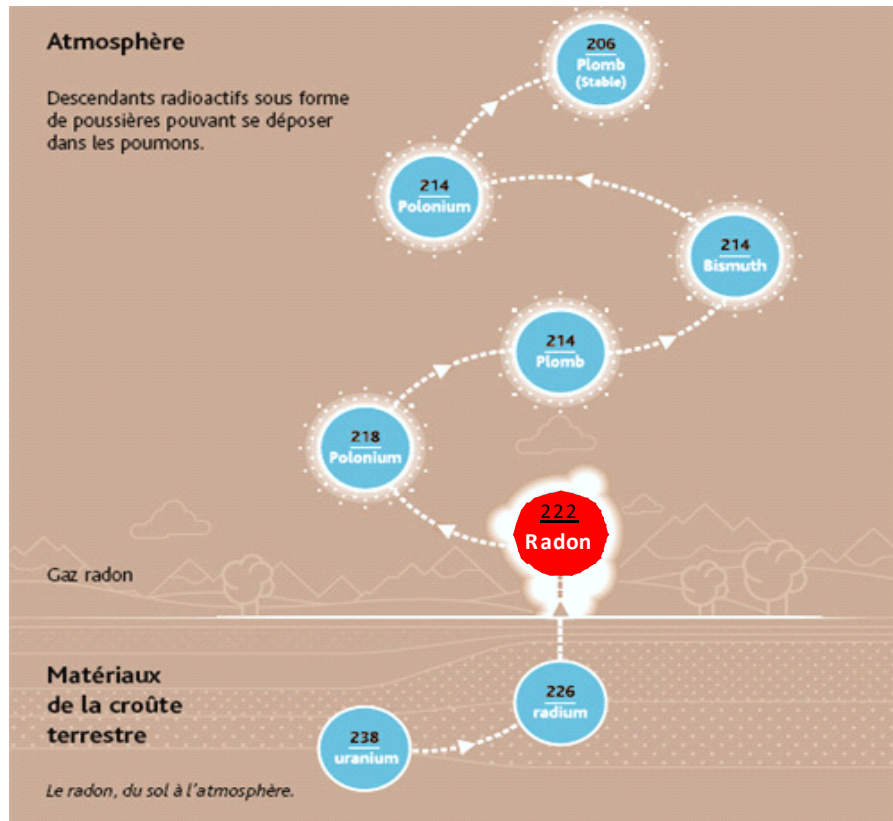 Atmosphère
Descendants radioactifs sous forme
de poussières pouvant se déposer
dans les poumons.
206
Plomb
(Stable)
214
Polonium
214
Bismuth
214
Plomb
218
Polonium
222
Radon
Gaz radon
Matériaux
de la croûte
terrestre
226
radium
238
uranium
Le radon, du sol à l'atmosphère.